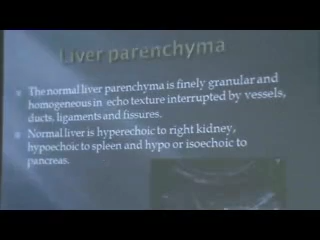 Liver parenchyma
The normal liver parenchyma is finely granular and
homogeneous in echo texture interrupted by vessels,
ducts, ligaments and fissures.
Normal liver is hyperechoic to right kidney,
hypoechoic to spleen and hypo or isoechoic to
pancreas.